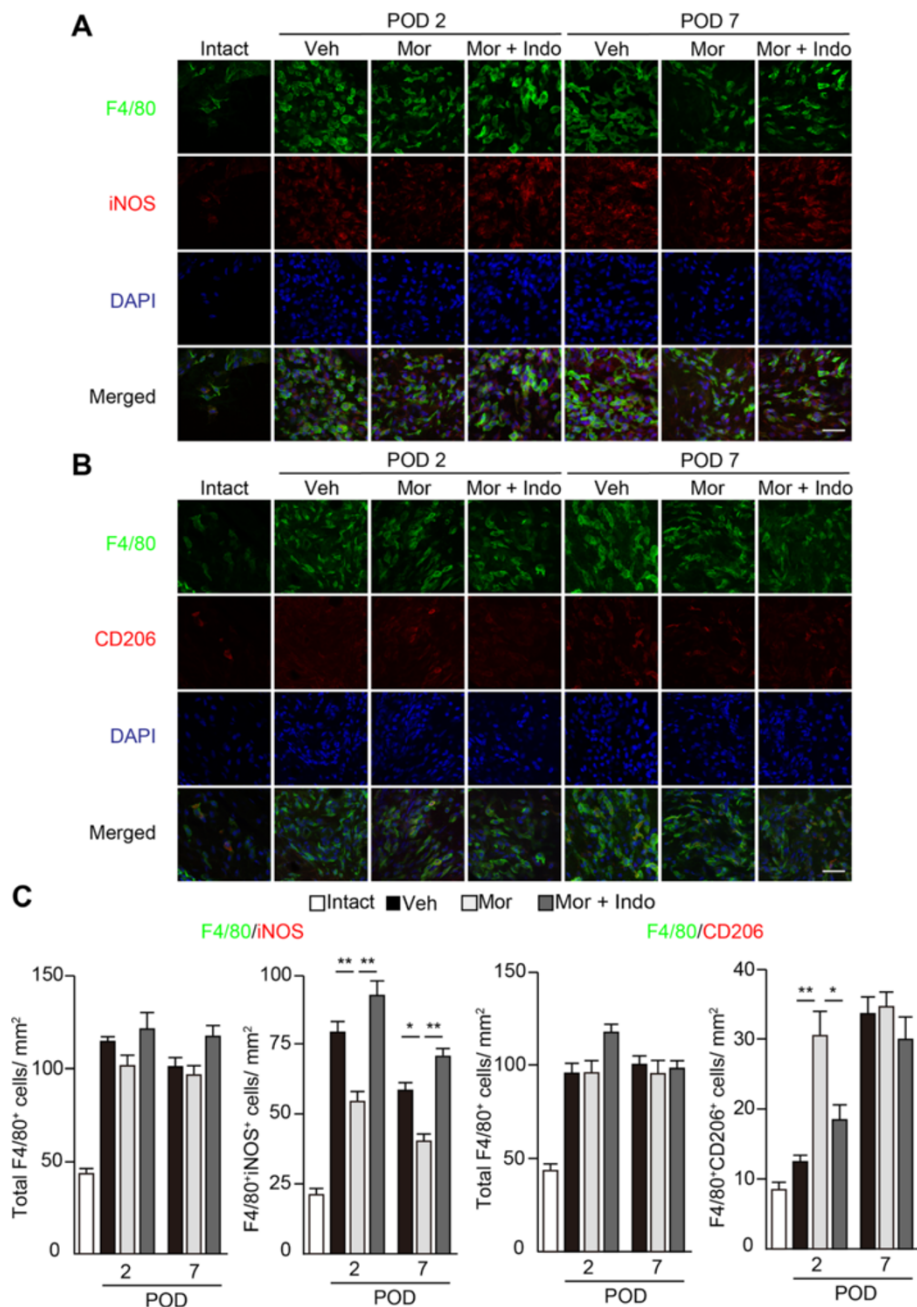 A
POD 2 POD 7
Intact Veh Mor Mor + Indo Veh Mor Mor + Indo
F4/80
iNOS
DAPI
Merged
B
POD 2 POD 7
Intact Veh Mor Mor + Indo Veh Mor Mor + Indo
F4/80
CD206
DAPI
Merged
C
Intact Veh Mor Mor + Indo
F4/80/iNOS
F4/80/CD206
Total F4/80⁺ cells/ mm²
150
100
50
0
2 7
POD
F4/80⁺iNOS⁺ cells/ mm²
100
75
50
25
0
** **
* **
2 7
POD
Total F4/80⁺ cells/ mm²
150
100
50
0
2 7
POD
F4/80⁺CD206⁺ cells/ mm²
40
30
20
10
0
** *
2 7
POD